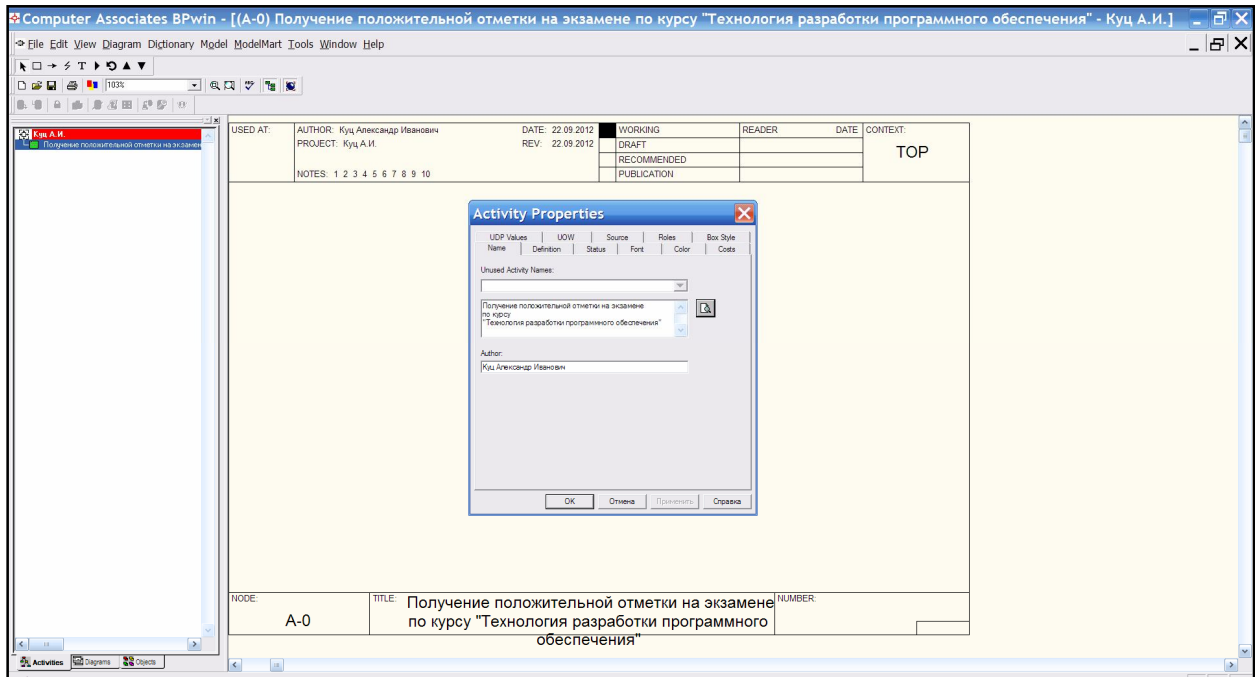 Computer Associates BPwin - [(A-0) Получение положительной отметки на экзамене по курсу "Технология разработки программного обеспечения" - Куц А.И.]
File Edit View Diagram Dictionary Model ModelMart Tools Window Help
103%
Куц А.И.
Получение положительной отметки на экзамен
USED AT:
AUTHOR: Куц Александр Иванович
DATE: 22.09.2012
WORKING
READER
DATE
CONTEXT:
PROJECT: Куц А.И.
REV: 22.09.2012
DRAFT
TOP
RECOMMENDED
NOTES: 1 2 3 4 5 6 7 8 9 10
PUBLICATION
Activity Properties
UDP Values UOW Source Roles Box Style
Name Definition Status Font Color Costs
Unused Activity Names:
Получение положительной отметки на экзамене
по курсу
"Технология разработки программного обеспечения"
Author:
Куц Александр Иванович
OK Отмена Применить Справка
NODE:
TITLE:
NUMBER:
A-0
Получение положительной отметки на экзамене
по курсу "Технология разработки программного
обеспечения"
Activities Diagrams Objects